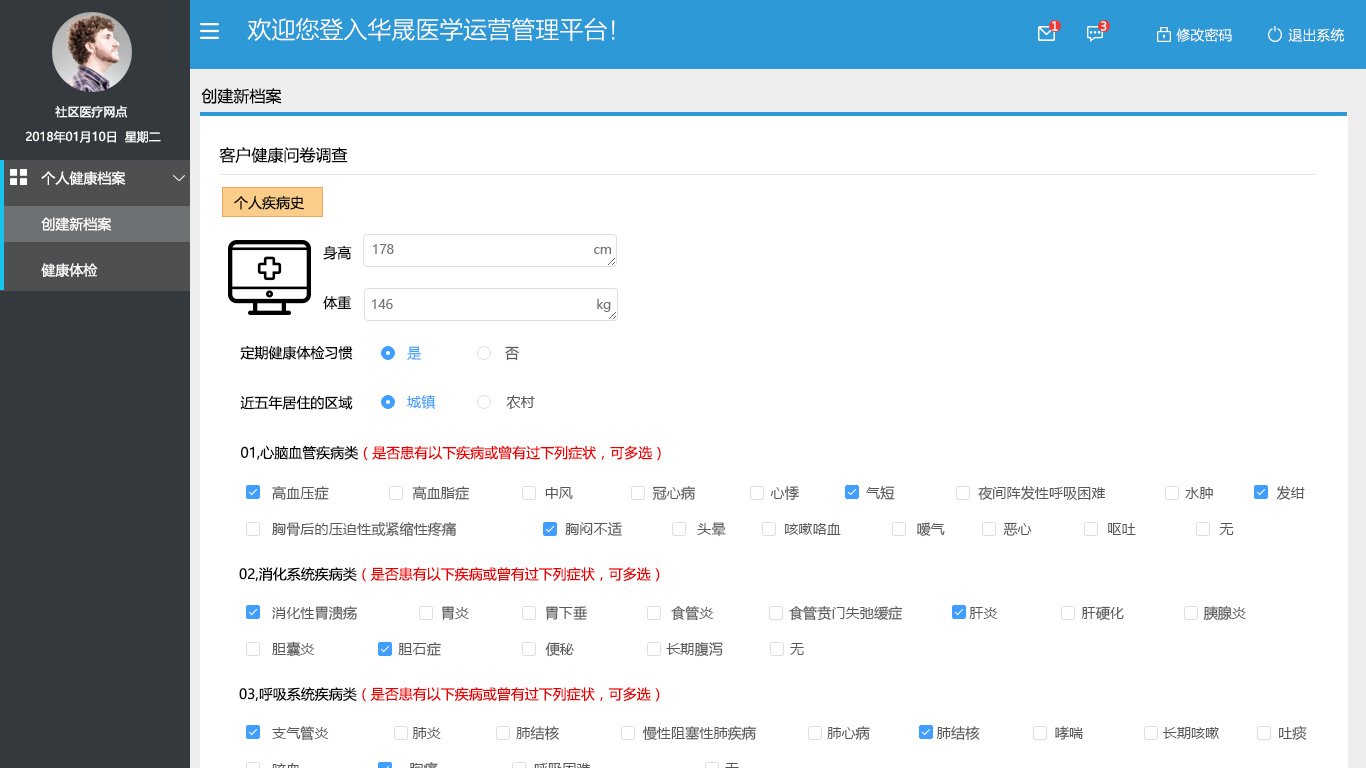 欢迎您登入华晟医学运营管理平台!
1
3
修改密码
退出系统
社区医疗网点
2018年01月10日 星期二
个人健康档案
创建新档案
健康体检
创建新档案
客户健康问卷调查
个人疾病史
身高 178 cm
体重 146 kg
定期健康体检习惯 是 否
近五年居住的区域 城镇 农村
01,心脑血管疾病类（是否患有以下疾病或曾有过下列症状，可多选）
高血压症 高血脂症 中风 冠心病 心悸 气短 夜间阵发性呼吸困难 水肿 发绀
胸骨后的压迫性或紧缩性疼痛 胸闷不适 头晕 咳嗽咯血 嗳气 恶心 呕吐 无
02,消化系统疾病类（是否患有以下疾病或曾有过下列症状，可多选）
消化性胃溃疡 胃炎 胃下垂 食管炎 食管贲门失弛缓症 肝炎 肝硬化 胰腺炎
胆囊炎 胆石症 便秘 长期腹泻 无
03,呼吸系统疾病类（是否患有以下疾病或曾有过下列症状，可多选）
支气管炎 肺炎 肺结核 慢性阻塞性肺疾病 肺心病 肺结核 哮喘 长期咳嗽 吐痰
咳血 胸痛 呼吸困难 无